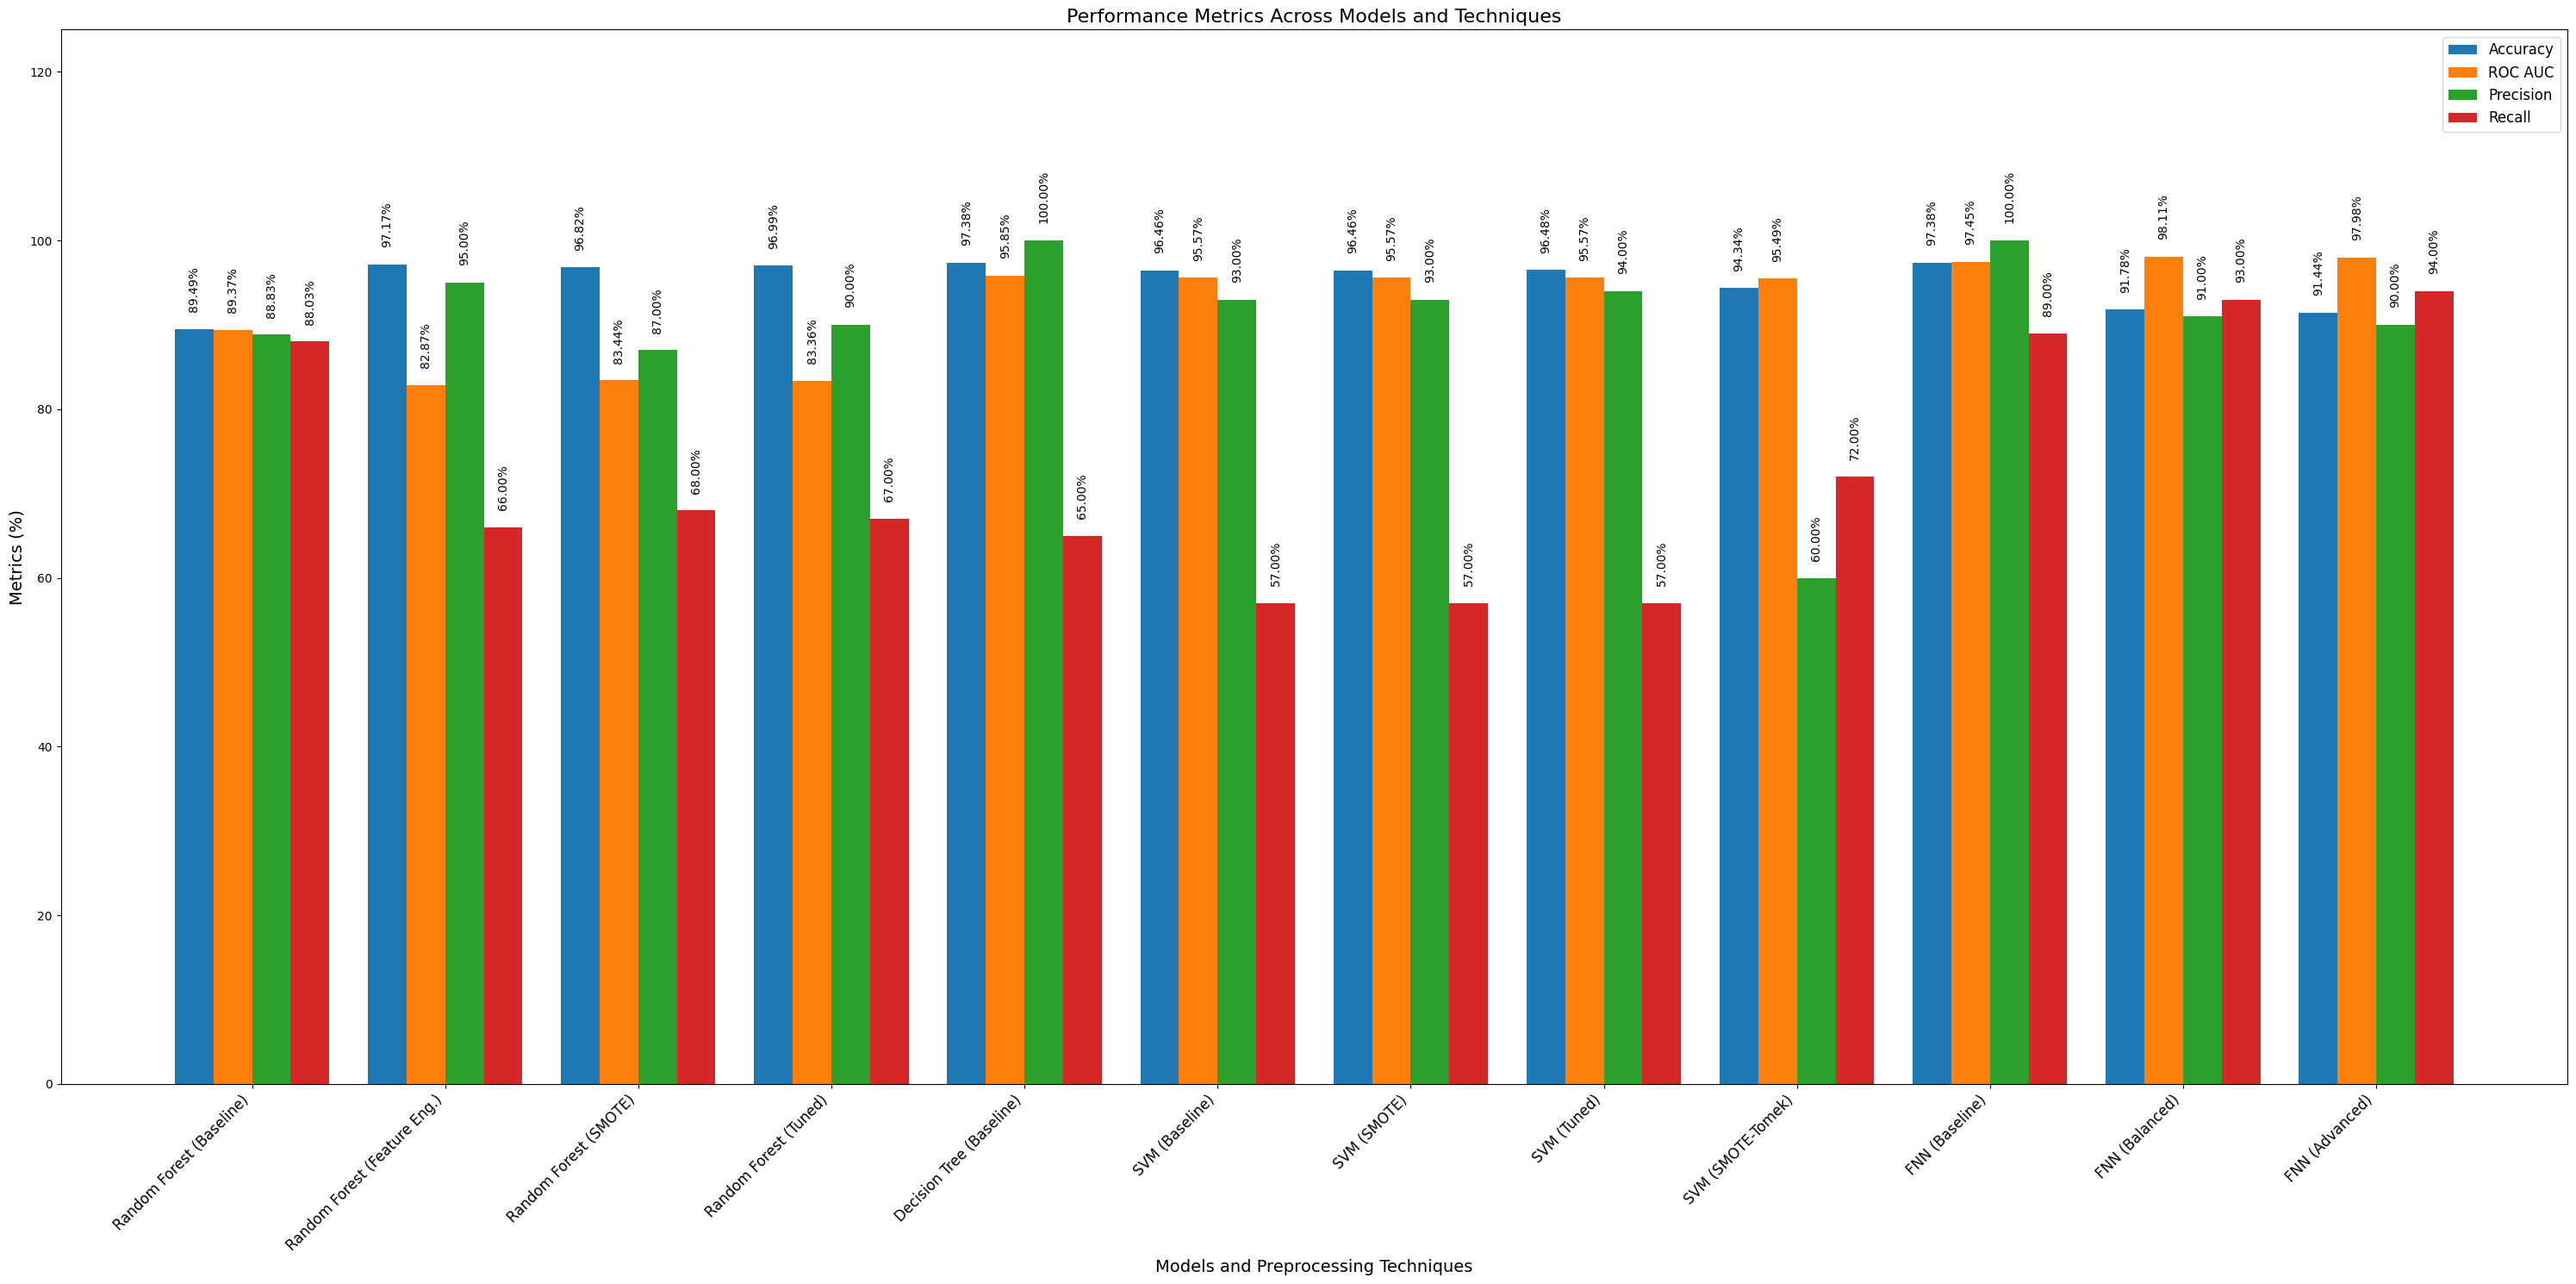 Performance Metrics Across Models and Techniques
Accuracy
ROC AUC
Precision
Recall
Metrics (%)
120
100
80
60
40
20
0
89.49%
89.37%
88.83%
88.03%
97.17%
82.87%
95.00%
66.00%
96.82%
83.44%
87.00%
68.00%
96.99%
83.36%
90.00%
67.00%
97.38%
95.85%
100.00%
65.00%
96.46%
95.57%
93.00%
57.00%
96.46%
95.57%
93.00%
57.00%
96.48%
95.57%
94.00%
57.00%
94.34%
95.49%
60.00%
72.00%
97.38%
97.45%
100.00%
89.00%
91.78%
98.11%
91.00%
93.00%
91.44%
97.98%
90.00%
94.00%
Random Forest (Baseline)
Random Forest (Feature Eng.)
Random Forest (SMOTE)
Random Forest (Tuned)
Decision Tree (Baseline)
SVM (Baseline)
SVM (SMOTE)
SVM (Tuned)
SVM (SMOTE-Tomek)
FNN (Baseline)
FNN (Balanced)
FNN (Advanced)
Models and Preprocessing Techniques